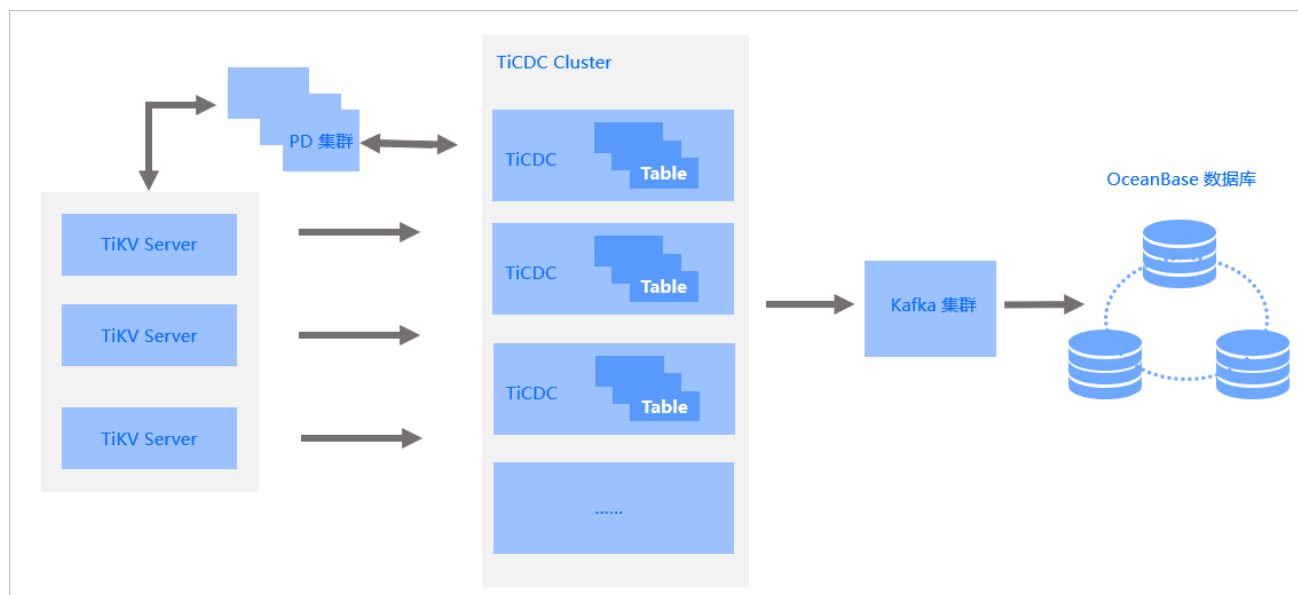 TiCDC Cluster
PD 集群
TiCDC
Table
OceanBase 数据库
TiKV Server
TiCDC
Table
Kafka 集群
TiKV Server
TiCDC
Table
TiKV Server
......